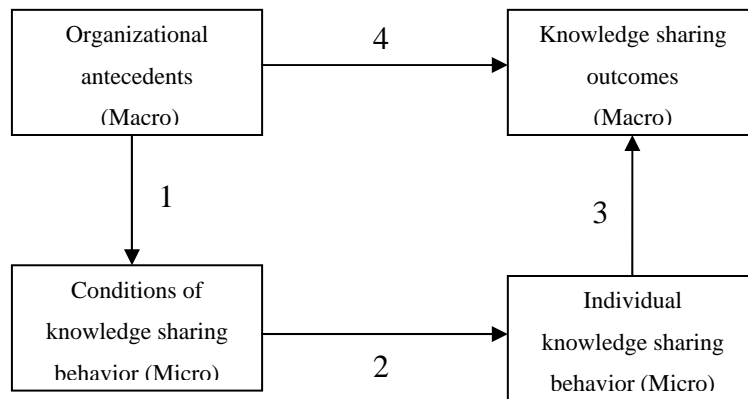 Organizational
antecedents
(Macro)
4
Knowledge sharing
outcomes
(Macro)
1
3
Conditions of
knowledge sharing
behavior (Micro)
2
Individual
knowledge sharing
behavior (Micro)